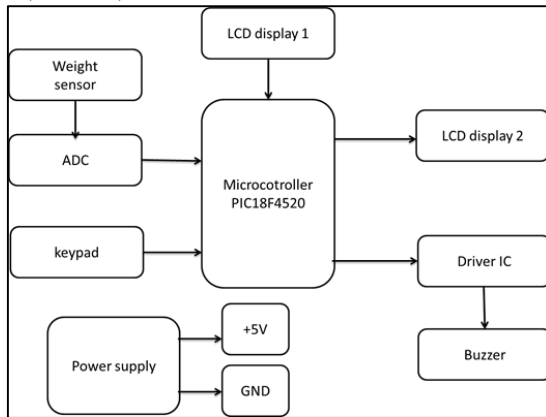 LCD display 1
Weight
sensor
ADC
LCD display 2
Microcotroller
PIC18F4520
keypad
Driver IC
+5V
Power supply
Buzzer
GND